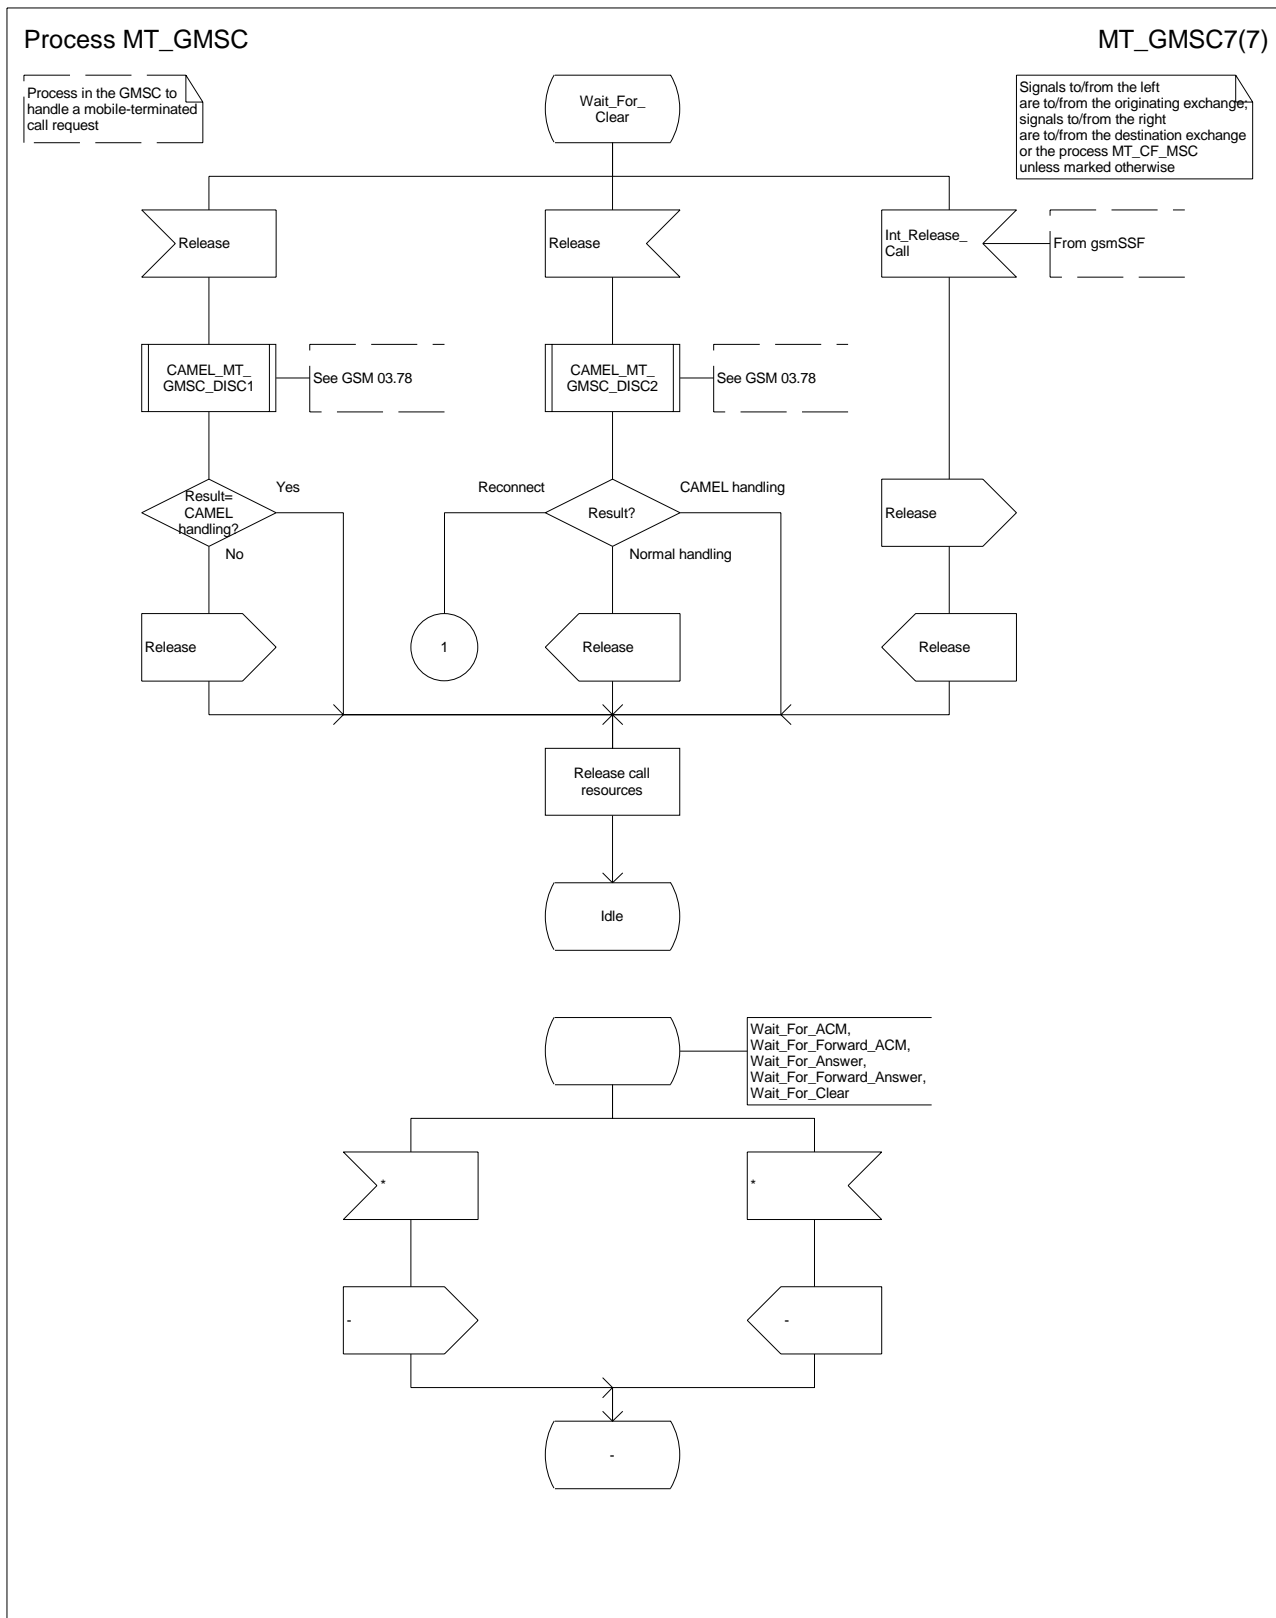 Process MT_GMSC
MT_GMSC7(7)
Process in the GMSC to
handle a mobile-terminated
call request
Wait_For_
Clear
Signals to/from the left
are to/from the originating exchange;
signals to/from the right
are to/from the destination exchange
or the process MT_CF_MSC
unless marked otherwise
Release
Release
Int_Release_
Call
From gsmSSF
CAMEL_MT_
GMSC_DISC1
See GSM 03.78
CAMEL_MT_
GMSC_DISC2
See GSM 03.78
Result=
CAMEL
handling?
Yes
No
Reconnect
Result?
CAMEL handling
Normal handling
Release
Release
1
Release
Release
Release call
resources
Idle
Wait_For_ACM,
Wait_For_Forward_ACM,
Wait_For_Answer,
Wait_For_Forward_Answer,
Wait_For_Clear
*
*
-
-
-